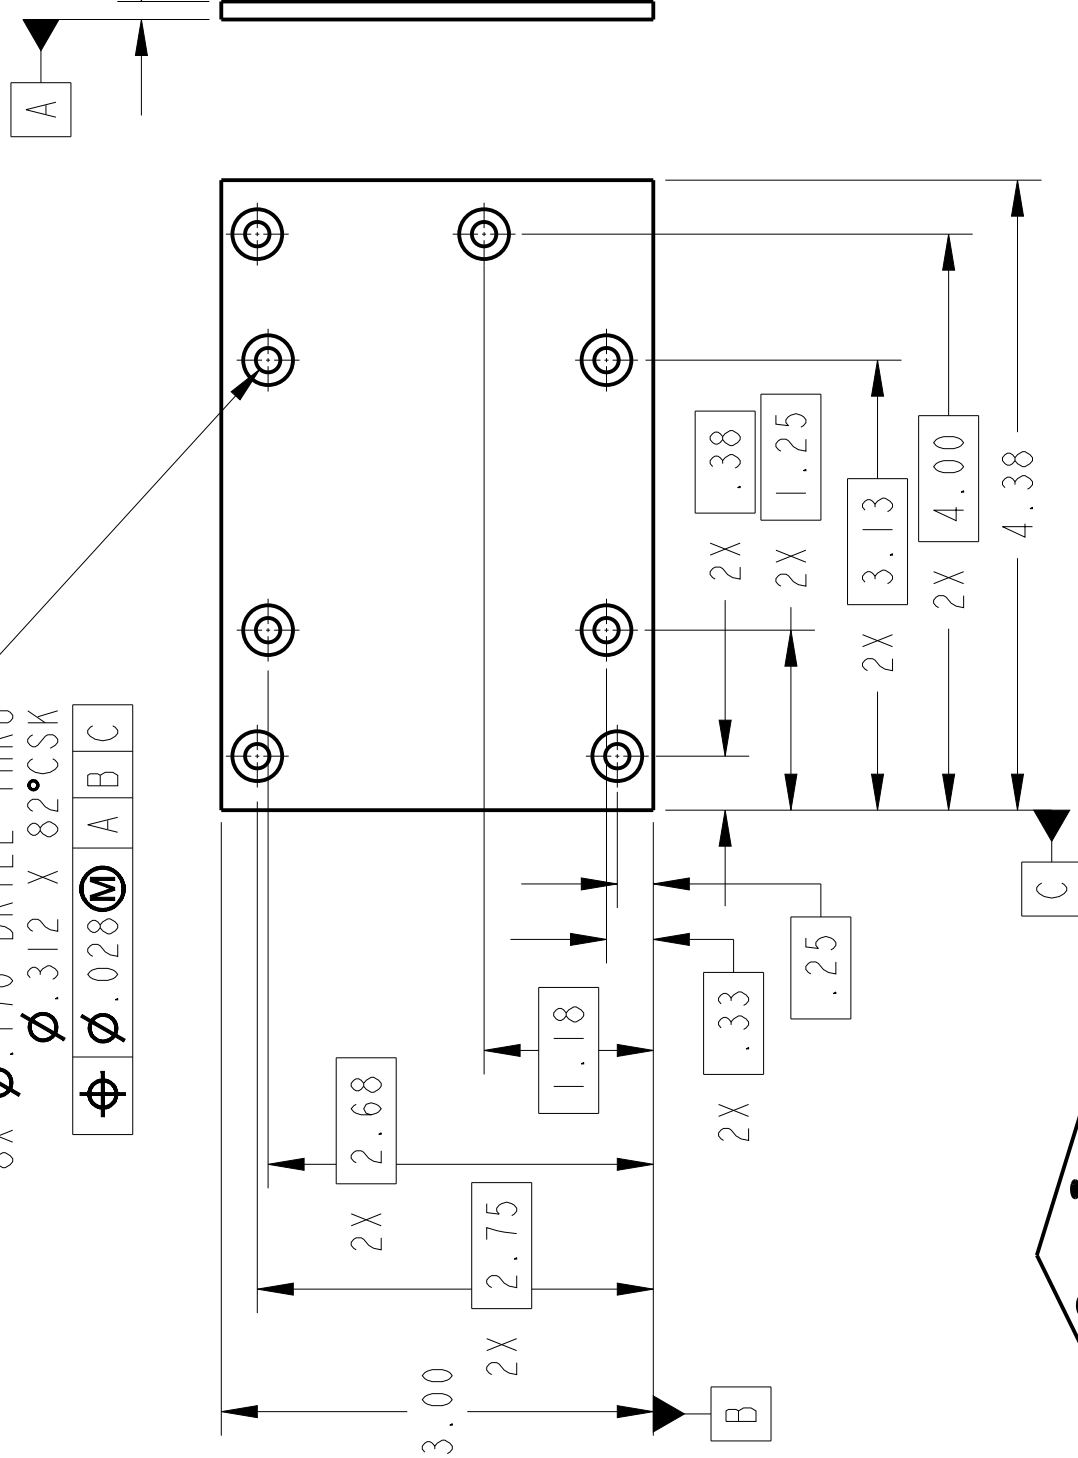 A
⌀.312 X 82°CSK
⌖ ⌀.028 Ⓜ A B C
2X .38
2X 1.25
2X 3.13
2X 4.00
4.38
C
.25
2X .33
1.18
2X 2.68
2X 2.75
3.00
B